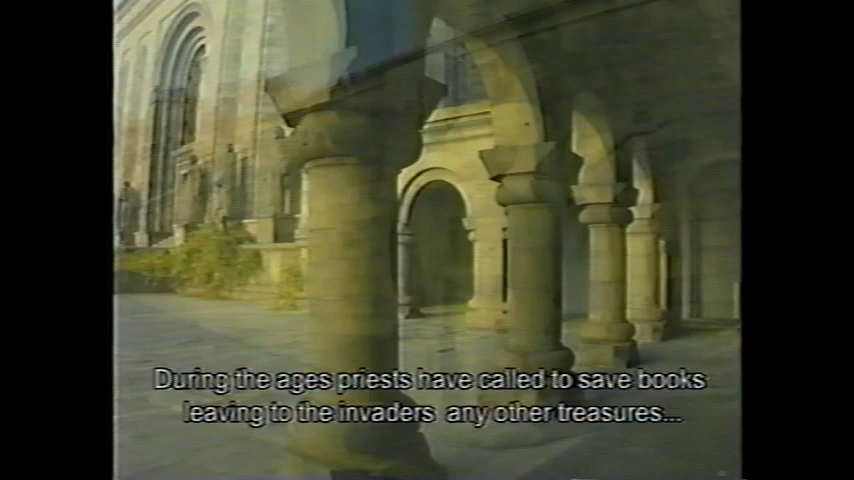 During the ages priests have called to save books
leaving to the invaders any other treasures...